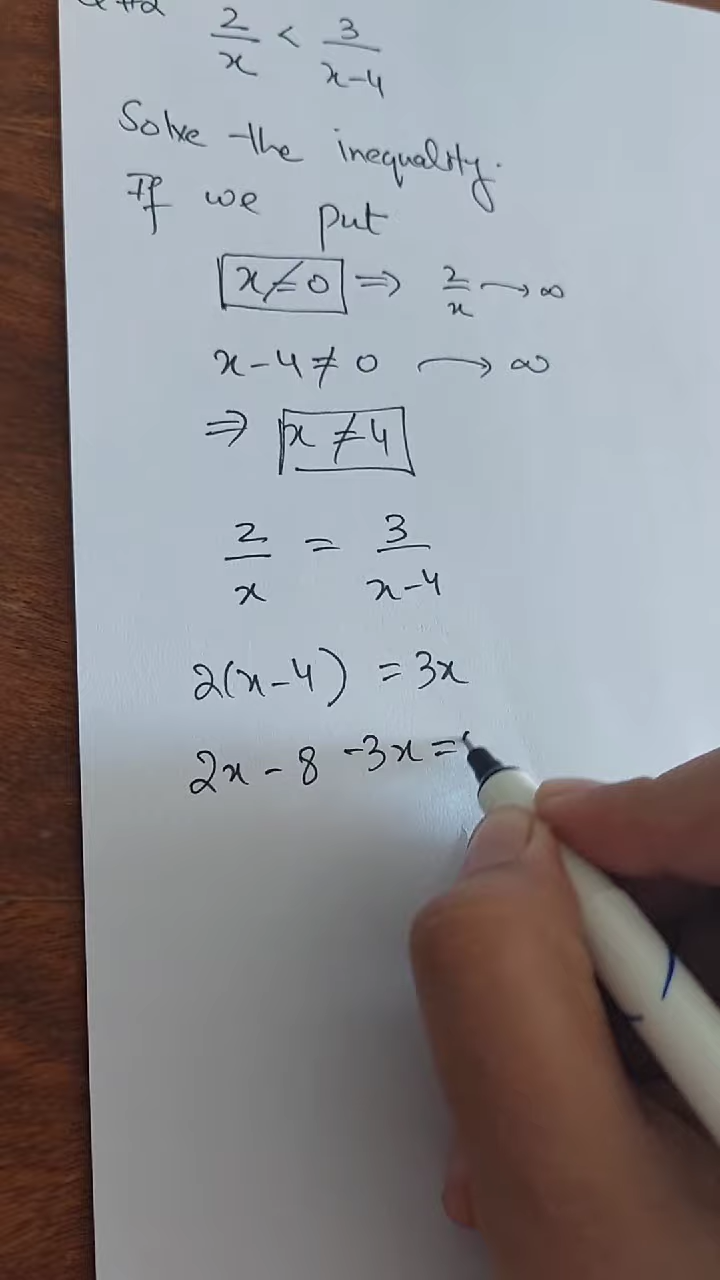 2/x < 3/(x-4)
Solve the inequality.
If we put
x≠0 ⇒ 2/x → ∞
x-4≠0 → ∞
⇒ x≠4
2/x = 3/(x-4)
2(x-4) = 3x
2x-8-3x=